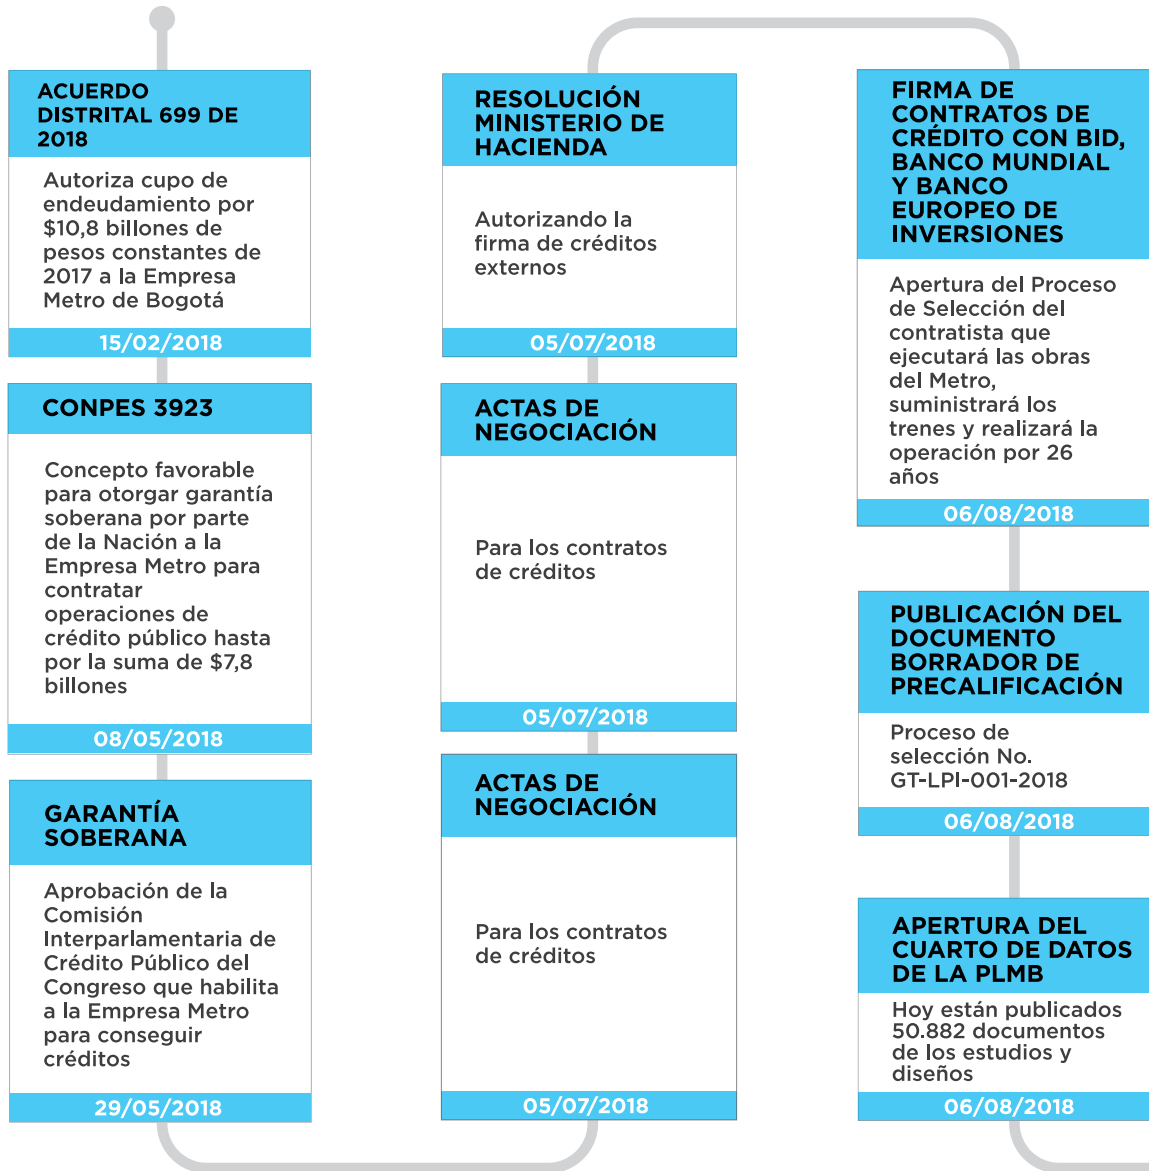 ACUERDO
DISTRITAL 699 DE
2018
Autoriza cupo de
endeudamiento por
$10,8 billones de
pesos constantes de
2017 a la Empresa
Metro de Bogotá
15/02/2018
CONPES 3923
Concepto favorable
para otorgar garantía
soberana por parte
de la Nación a la
Empresa Metro para
contratar
operaciones de
crédito público hasta
por la suma de $7,8
billones
08/05/2018
GARANTÍA
SOBERANA
Aprobación de la
Comisión
Interparlamentaria de
Crédito Público del
Congreso que habilita
a la Empresa Metro
para conseguir
créditos
29/05/2018
RESOLUCIÓN
MINISTERIO DE
HACIENDA
Autorizando la
firma de créditos
externos
05/07/2018
ACTAS DE
NEGOCIACIÓN
Para los contratos
de créditos
05/07/2018
ACTAS DE
NEGOCIACIÓN
Para los contratos
de créditos
05/07/2018
FIRMA DE
CONTRATOS DE
CRÉDITO CON BID,
BANCO MUNDIAL
Y BANCO
EUROPEO DE
INVERSIONES
Apertura del Proceso
de Selección del
contratista que
ejecutará las obras
del Metro,
suministrará los
trenes y realizará la
operación por 26
años
06/08/2018
PUBLICACIÓN DEL
DOCUMENTO
BORRADOR DE
PRECALIFICACIÓN
Proceso de
selección No.
GT-LPI-001-2018
06/08/2018
APERTURA DEL
CUARTO DE DATOS
DE LA PLMB
Hoy están publicados
50.882 documentos
de los estudios y
diseños
06/08/2018